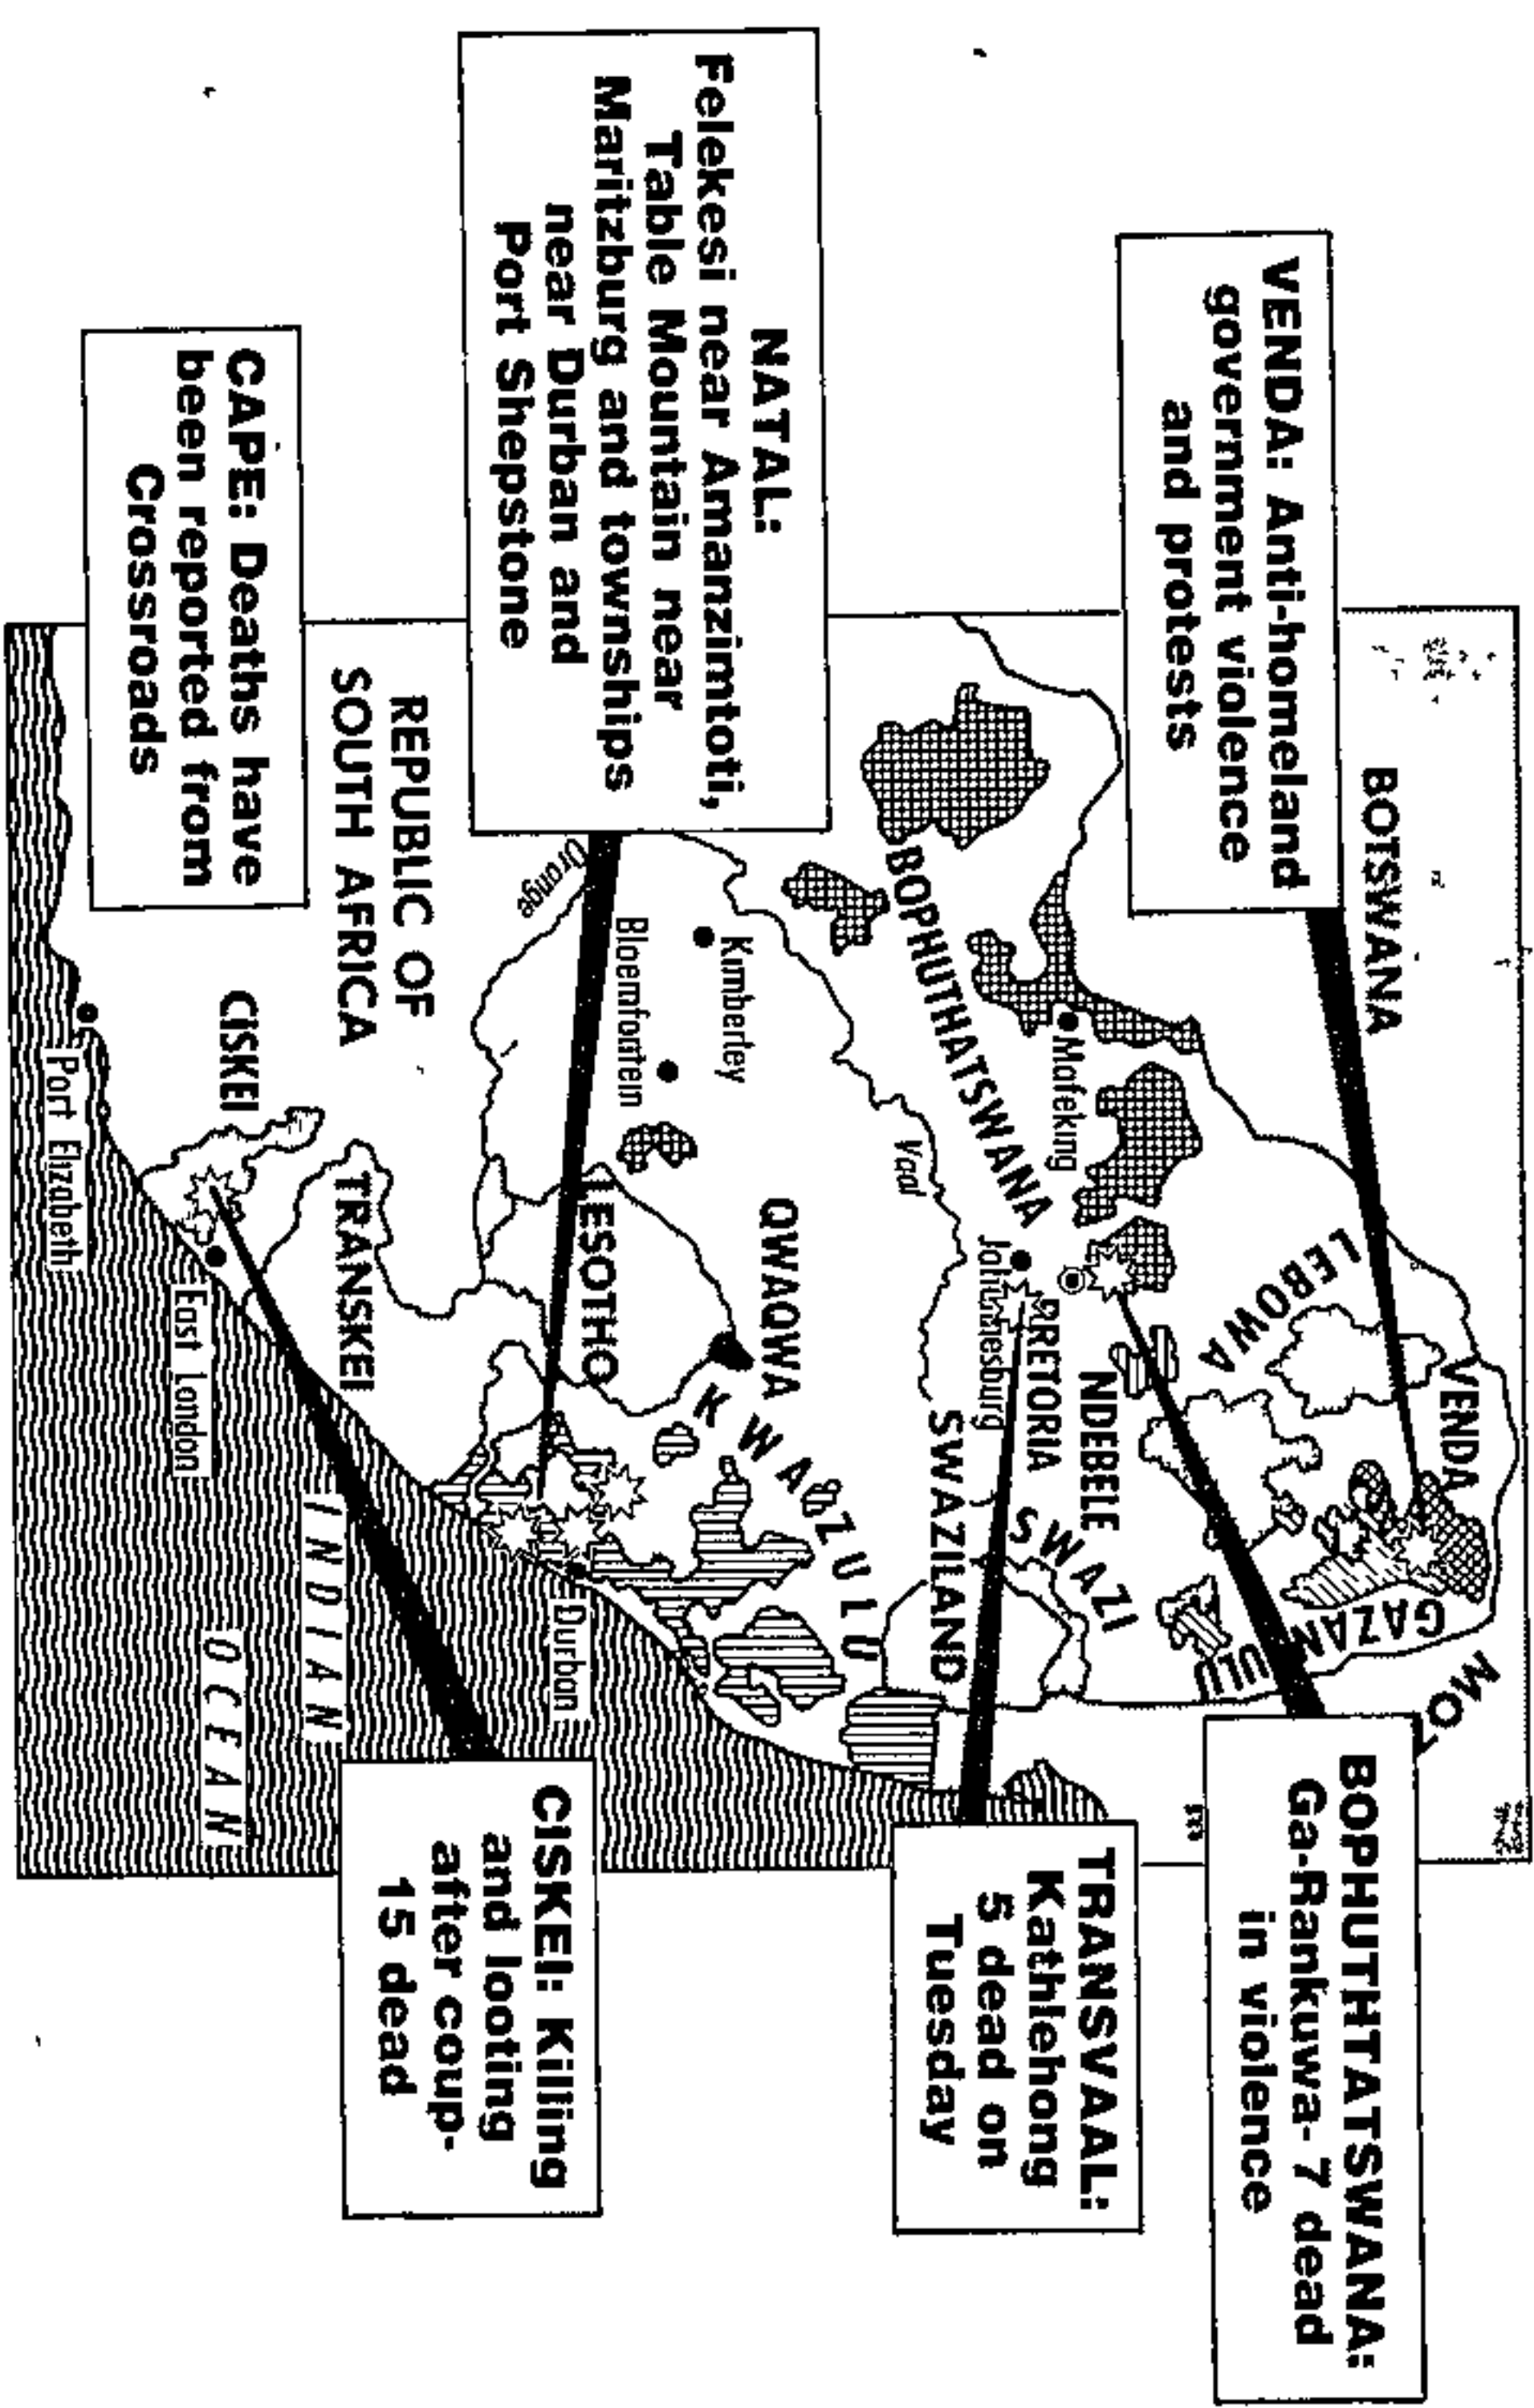 VENDA: Anti-homeland
government violence
and protests
NATAL:
Felekesi near Amanzimtoti,
Table Mountain near
Maritzburg and townships
near Durban and
Port Shepstone
CAPE: Deaths have
been reported from
Crossroads
BOPHUTHTATSWANA:
Ga-Rankuwa- 7 dead
in violence
TRANSVAAL:
Kathlehong
5 dead on
Tuesday
CISKEI: Killing
and looting
after coup-
15 dead
BOTSWANA
VENDA
LEBOWA
GAZANKULU
MOZ
NDEBELE
SWAZI
PRETORIA
Johannesburg
Mafeking
BOPHUTHATSWANA
SWAZILAND
Vaal
Kimberley
QWAQWA
KWAZULU
Bloemfontein
Orange
LESOTHO
Durban
REPUBLIC OF
SOUTH AFRICA
TRANSKEI
CISKEI
East London
Port Elizabeth
INDIAN
OCEAN